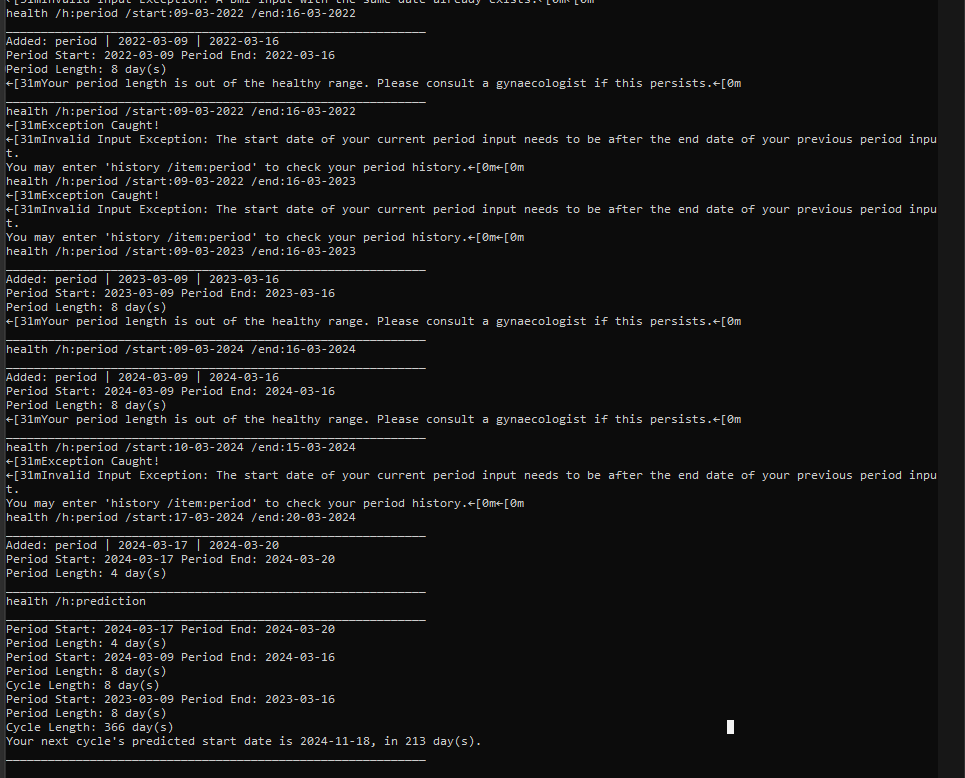 ←[31mInvalid Input Exception: A bmi input with the same date already exists.←[0m←[0m
health /h:period /start:09-03-2022 /end:16-03-2022
____________________________________________________________
Added: period | 2022-03-09 | 2022-03-16
Period Start: 2022-03-09 Period End: 2022-03-16
Period Length: 8 day(s)
←[31mYour period length is out of the healthy range. Please consult a gynaecologist if this persists.←[0m
____________________________________________________________
health /h:period /start:09-03-2022 /end:16-03-2022
←[31mException Caught!
←[31mInvalid Input Exception: The start date of your current period input needs to be after the end date of your previous period inpu
t.
You may enter 'history /item:period' to check your period history.←[0m←[0m
health /h:period /start:09-03-2022 /end:16-03-2023
←[31mException Caught!
←[31mInvalid Input Exception: The start date of your current period input needs to be after the end date of your previous period inpu
t.
You may enter 'history /item:period' to check your period history.←[0m←[0m
health /h:period /start:09-03-2023 /end:16-03-2023
____________________________________________________________
Added: period | 2023-03-09 | 2023-03-16
Period Start: 2023-03-09 Period End: 2023-03-16
Period Length: 8 day(s)
←[31mYour period length is out of the healthy range. Please consult a gynaecologist if this persists.←[0m
____________________________________________________________
health /h:period /start:09-03-2024 /end:16-03-2024
____________________________________________________________
Added: period | 2024-03-09 | 2024-03-16
Period Start: 2024-03-09 Period End: 2024-03-16
Period Length: 8 day(s)
←[31mYour period length is out of the healthy range. Please consult a gynaecologist if this persists.←[0m
____________________________________________________________
health /h:period /start:10-03-2024 /end:15-03-2024
←[31mException Caught!
←[31mInvalid Input Exception: The start date of your current period input needs to be after the end date of your previous period inpu
t.
You may enter 'history /item:period' to check your period history.←[0m←[0m
health /h:period /start:17-03-2024 /end:20-03-2024
____________________________________________________________
Added: period | 2024-03-17 | 2024-03-20
Period Start: 2024-03-17 Period End: 2024-03-20
Period Length: 4 day(s)
____________________________________________________________
health /h:prediction
____________________________________________________________
Period Start: 2024-03-17 Period End: 2024-03-20
Period Length: 4 day(s)
Period Start: 2024-03-09 Period End: 2024-03-16
Period Length: 8 day(s)
Cycle Length: 8 day(s)
Period Start: 2023-03-09 Period End: 2023-03-16
Period Length: 8 day(s)
Cycle Length: 366 day(s)
Your next cycle's predicted start date is 2024-11-18, in 213 day(s).
____________________________________________________________